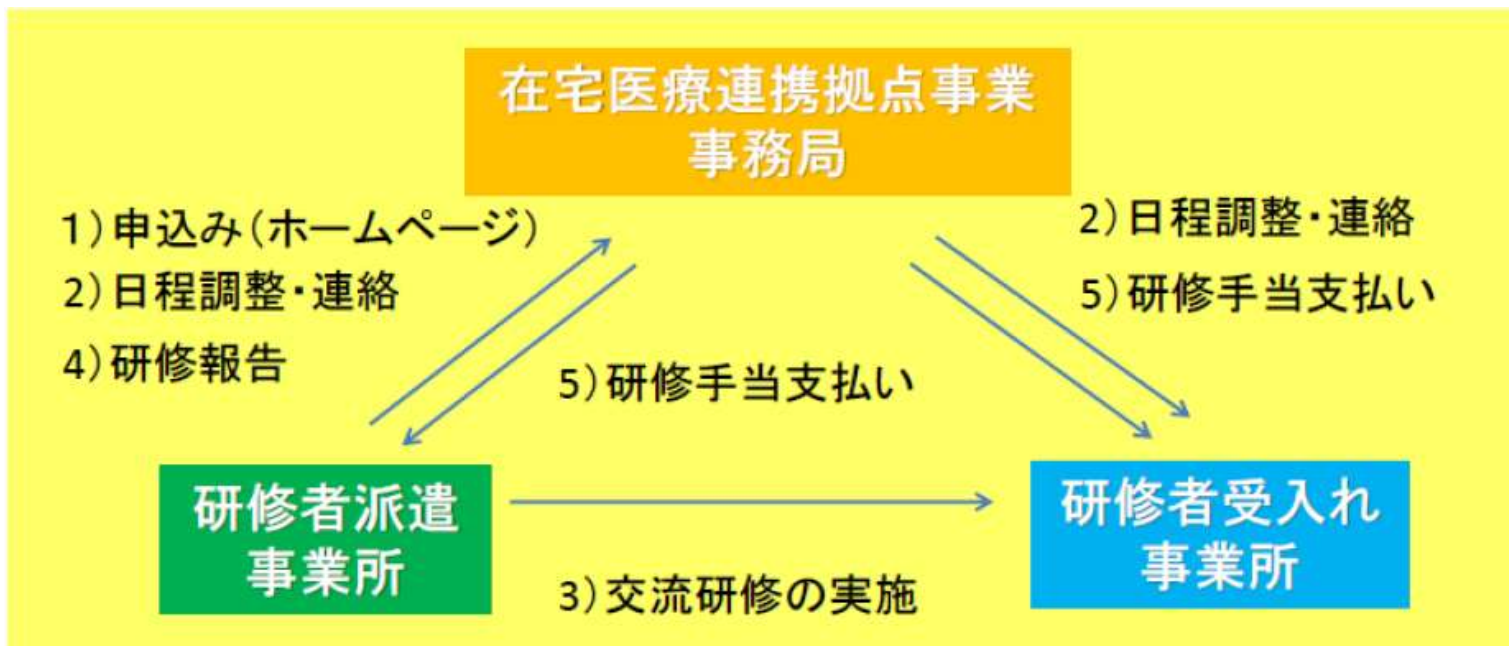 在宅医療連携拠点事業
事務局
1)申込み(ホームページ)
2)日程調整・連絡
4)研修報告
2)日程調整・連絡
5)研修手当支払い
5)研修手当支払い
研修者派遣
事業所
研修者受入れ
事業所
3)交流研修の実施